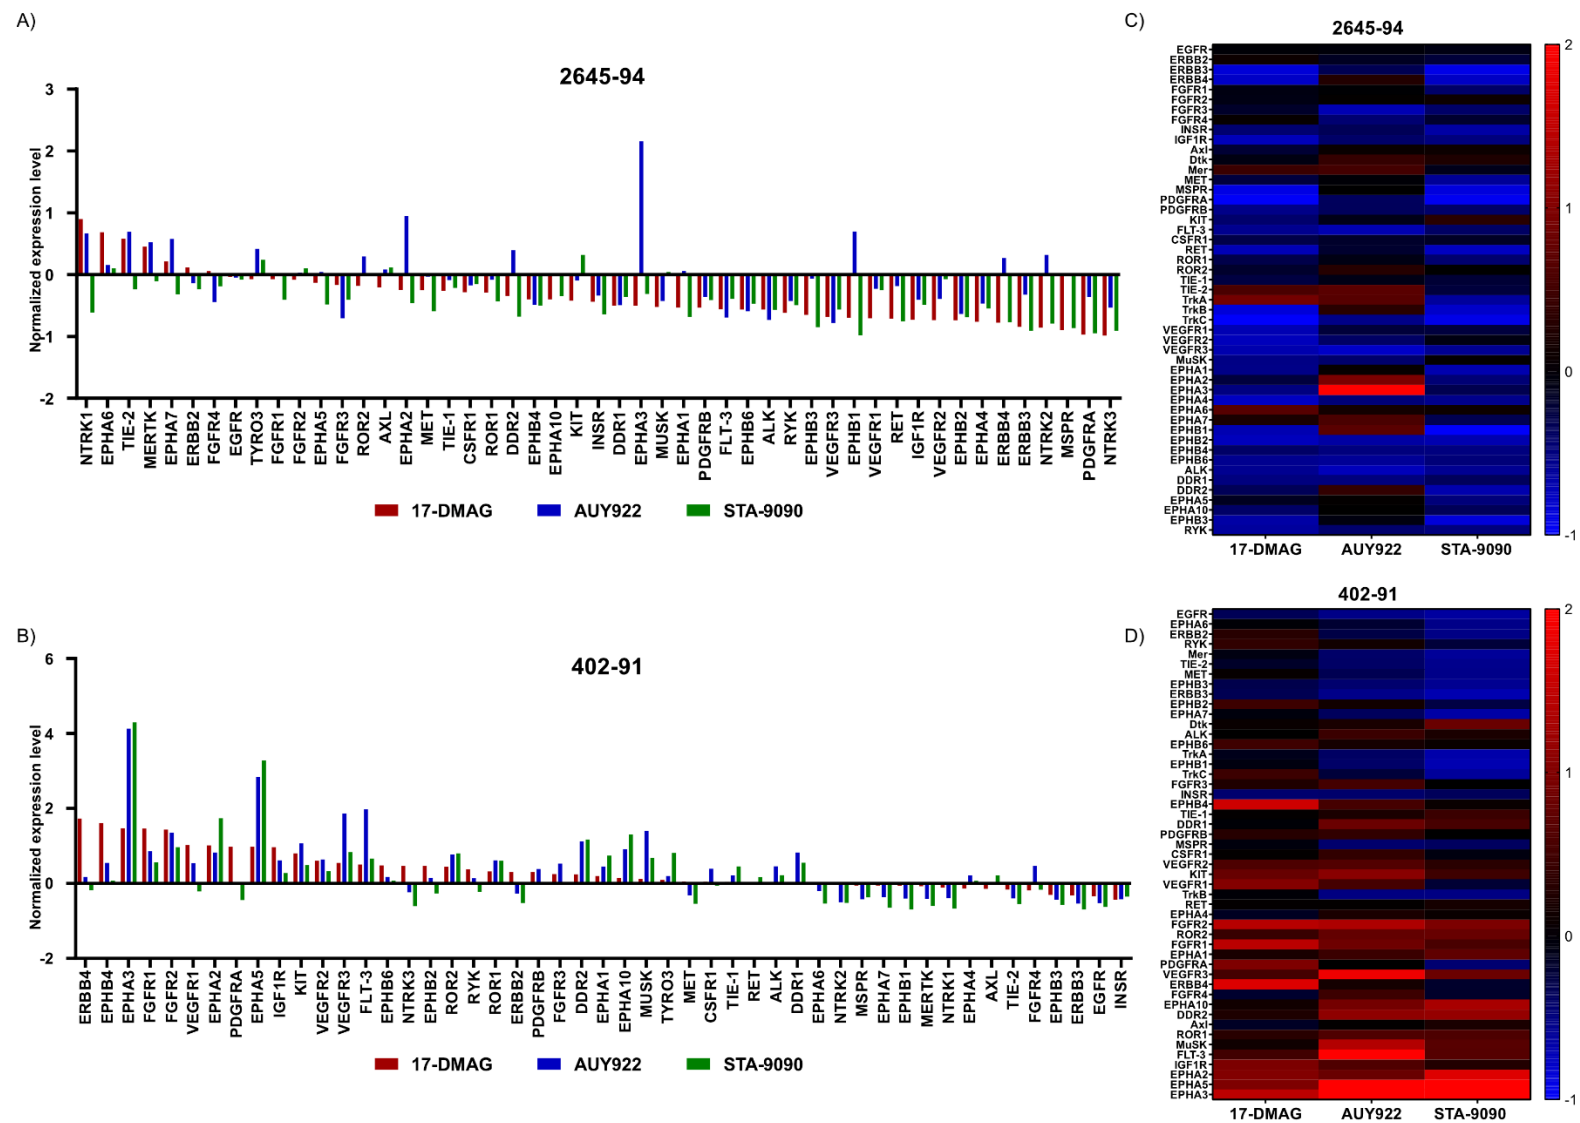 A)
2645-94
Normalized expression level
3
2
1
0
-1
-2
NTRK1
EPHA6
TIE-2
MERTK
EPHA7
ERBB2
FGFR4
EGFR
TYRO3
FGFR1
FGFR2
EPHA5
FGFR3
ROR2
AXL
EPHA2
MET
TIE-1
CSFR1
ROR1
DDR2
EPHB4
EPHA10
KIT
INSR
DDR1
EPHA3
MUSK
EPHA1
PDGFRB
FLT-3
EPHB6
ALK
RYK
EPHB3
VEGFR3
EPHB1
VEGFR1
RET
IGF1R
VEGFR2
EPHB2
EPHA4
ERBB4
ERBB3
NTRK2
MSPR
PDGFRA
NTRK3
17-DMAG AUY922 STA-9090
B)
402-91
Normalized expression level
6
4
2
0
-2
ERBB4
EPHB4
EPHA3
FGFR1
FGFR2
VEGFR1
EPHA2
PDGFRA
EPHA5
IGF1R
KIT
VEGFR2
VEGFR3
FLT-3
EPHB6
NTRK3
EPHB2
ROR2
RYK
ROR1
ERBB2
PDGFRB
FGFR3
DDR2
EPHA1
EPHA10
MUSK
TYRO3
MET
CSFR1
TIE-1
RET
ALK
DDR1
EPHA6
NTRK2
MSPR
EPHA7
EPHB1
MERTK
NTRK1
EPHA4
AXL
TIE-2
FGFR4
EPHB3
ERBB3
EGFR
INSR
17-DMAG AUY922 STA-9090
C)
2645-94
EGFR
ERBB2
ERBB3
ERBB4
FGFR1
FGFR2
FGFR3
FGFR4
INSR
IGF1R
Axl
Dtk
Mer
MET
MSPR
PDGFRA
PDGFRB
KIT
FLT-3
CSFR1
RET
ROR1
ROR2
TIE-1
TIE-2
TrkA
TrkB
TrkC
VEGFR1
VEGFR2
VEGFR3
MuSK
EPHA1
EPHA2
EPHA3
EPHA4
EPHA6
EPHA7
EPHB1
EPHB2
EPHB4
EPHB6
ALK
DDR1
DDR2
EPHA5
EPHA10
EPHB3
RYK
17-DMAG AUY922 STA-9090
2
1
0
-1
D)
402-91
EGFR
EPHA6
ERBB2
RYK
Mer
TIE-2
MET
EPHB3
ERBB3
EPHB2
EPHA7
Dtk
ALK
EPHB6
TrkA
EPHB1
TrkC
FGFR3
INSR
EPHB4
TIE-1
DDR1
PDGFRB
MSPR
CSFR1
VEGFR2
KIT
VEGFR1
TrkB
RET
EPHA4
FGFR2
ROR2
FGFR1
EPHA1
PDGFRA
VEGFR3
ERBB4
FGFR4
EPHA10
DDR2
Axl
ROR1
MuSK
FLT-3
IGF1R
EPHA2
EPHA5
EPHA3
17-DMAG AUY922 STA-9090
2
1
0
-1